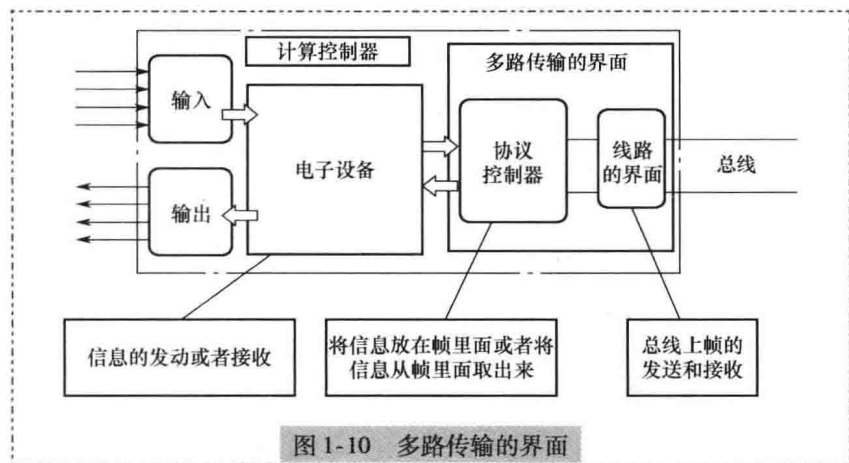 计算控制器
输入
输出
电子设备
多路传输的界面
协议
控制器
线路
的界面
总线
信息的发动或者接收
将信息放在帧里面或者将
信息从帧里面取出来
总线上帧的
发送和接收
图1-10 多路传输的界面